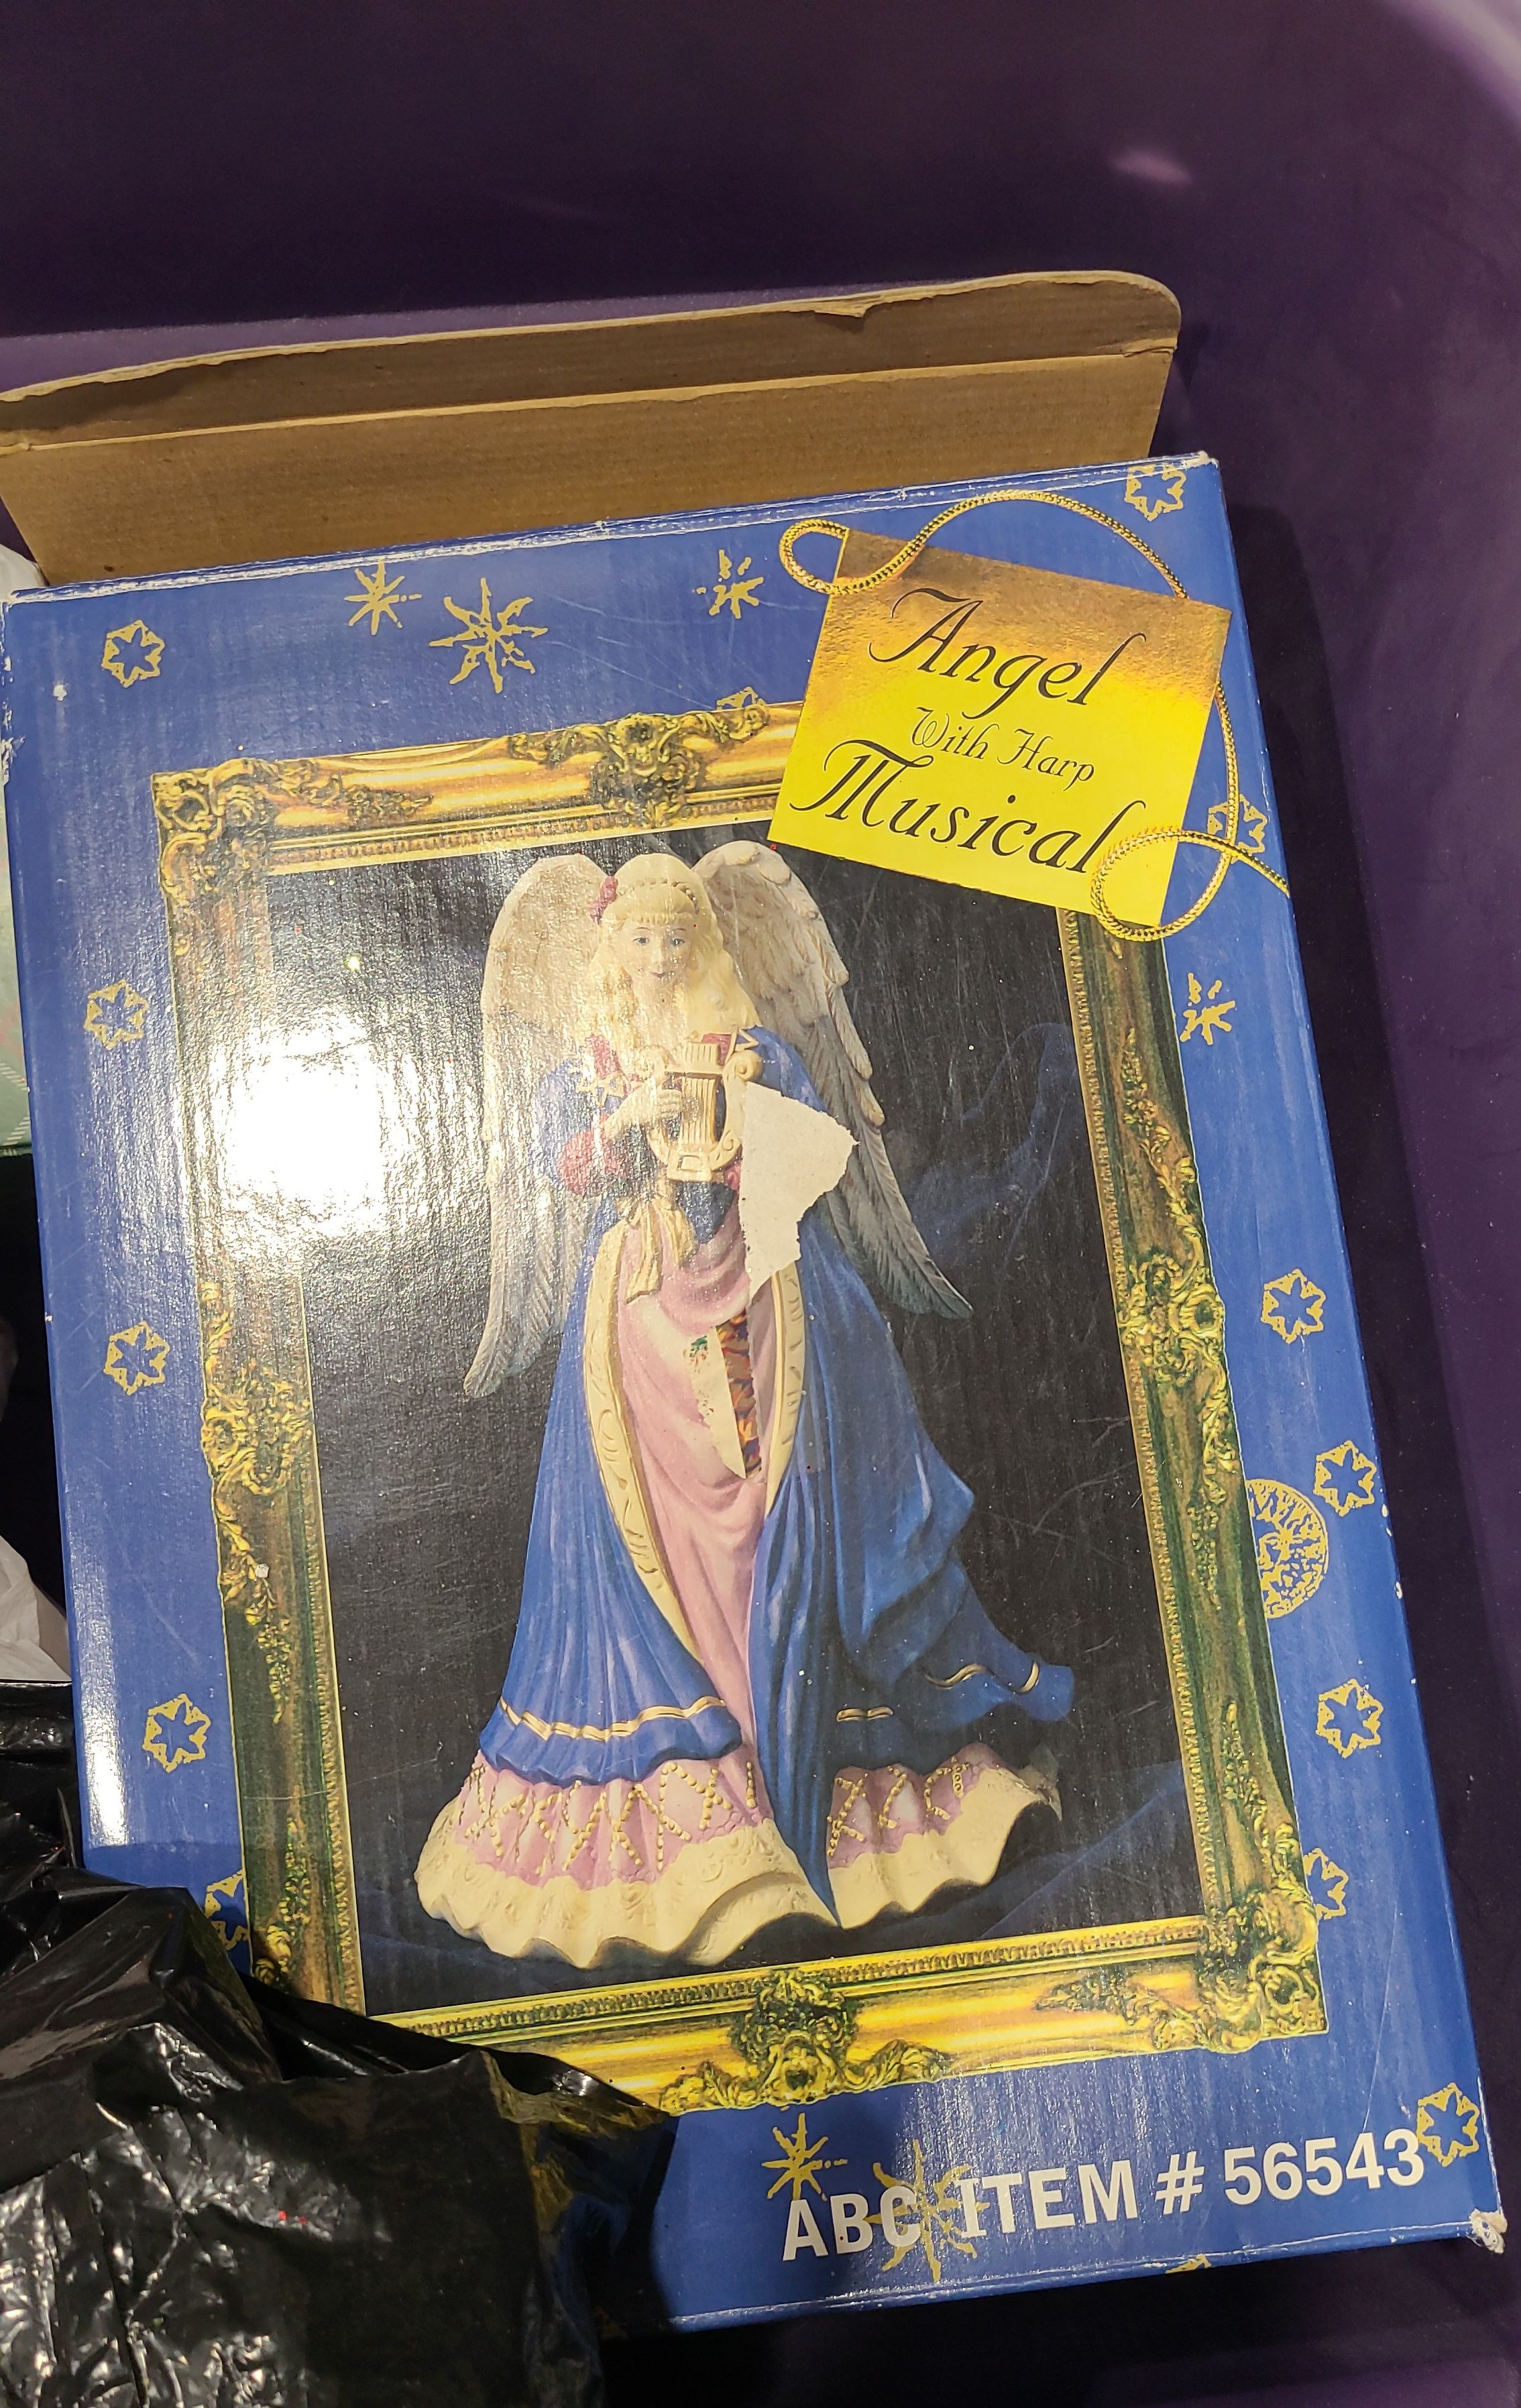 Angel
With Harp
Musical
ABC ITEM # 56543